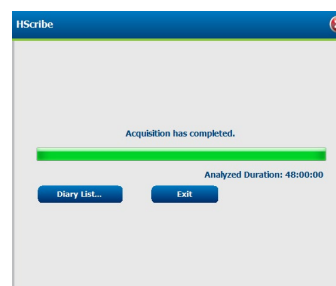 HScribe
Acquisition has completed.
Analyzed Duration: 48:00:00
Diary List... Exit